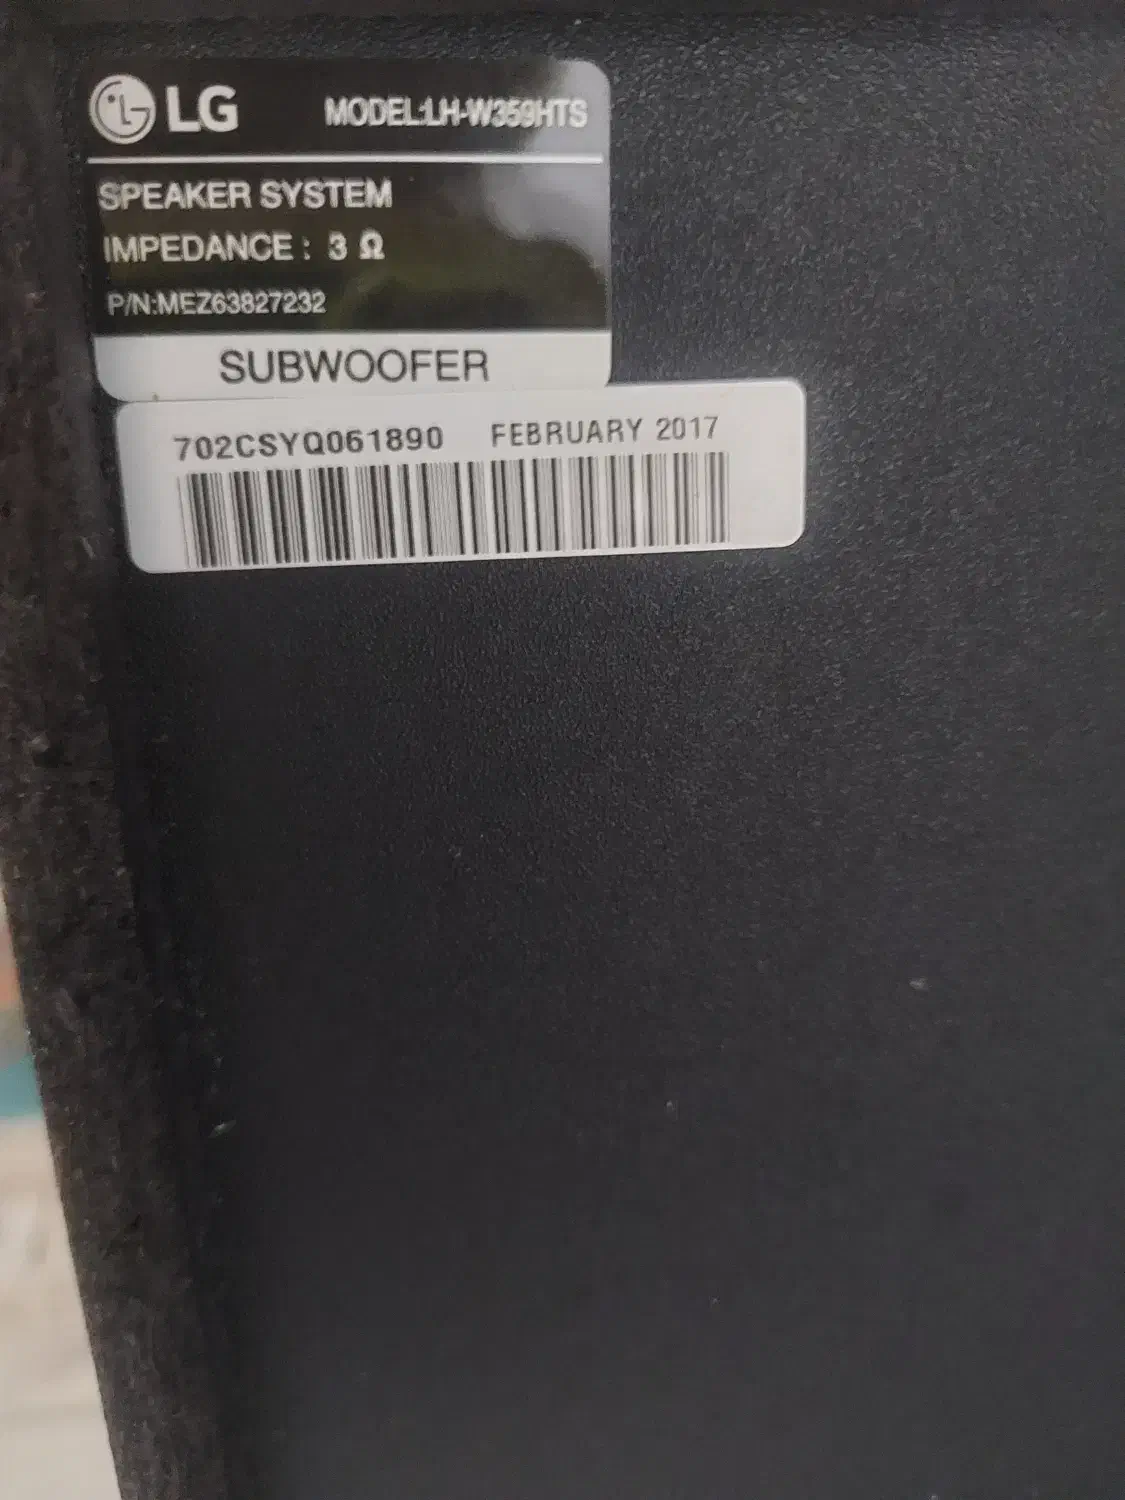 LG MODEL:LH-W359HTS
SPEAKER SYSTEM
IMPEDANCE : 3 Ω
P/N:MEZ63827232
SUBWOOFER
702CSYQ061890 FEBRUARY 2017